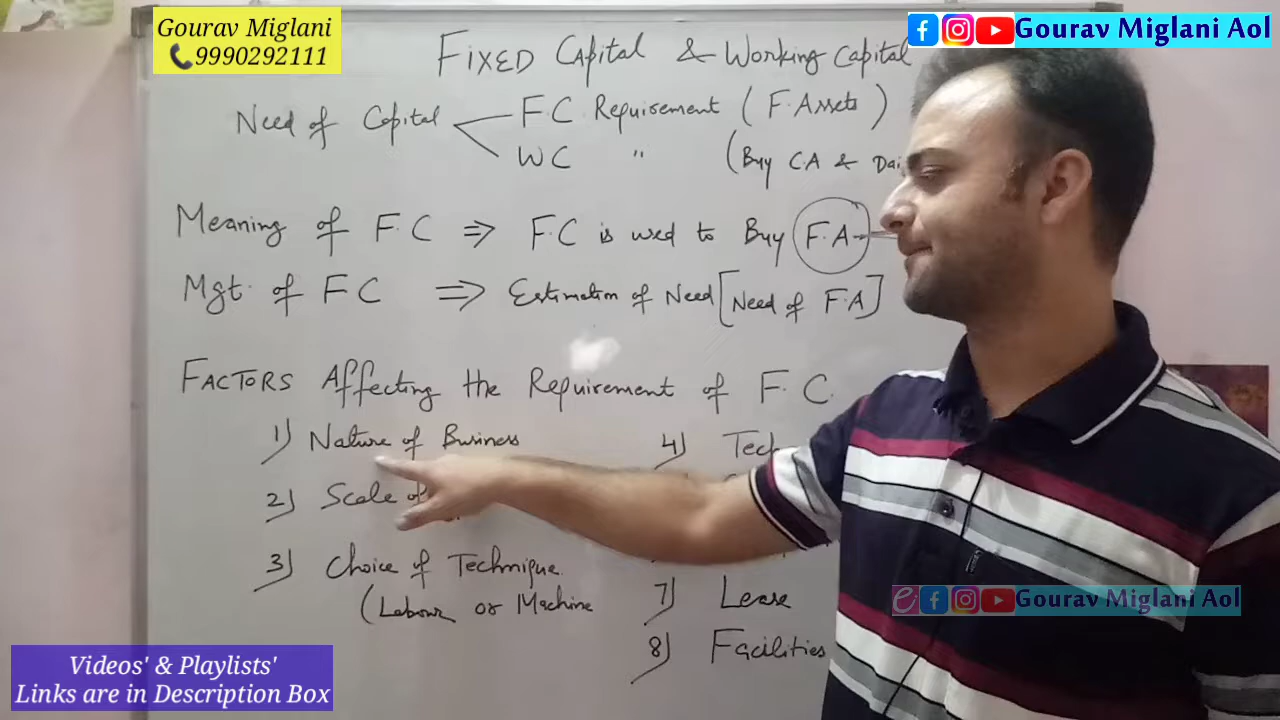 Gourav Miglani
9990292111
Gourav Miglani Aol
Fixed Capital & Working Capital
Need of Capital
F C Requirement ( F. Assets )
WC " (Buy C.A &
Meaning of F. C ⇒ F. C is used to Buy F. A
Mgt. of F C ⇒ Estimation of Need [Need of F.A]
FACTORS Affecting the Requirement of F. C.
1) Nature of Business
2) Scale of
3) Choice of Technique
(Labour or Machine
4) Tech
7) Lease
8) Facilities
Gourav Miglani Aol
Videos' & Playlists'
Links are in Description Box